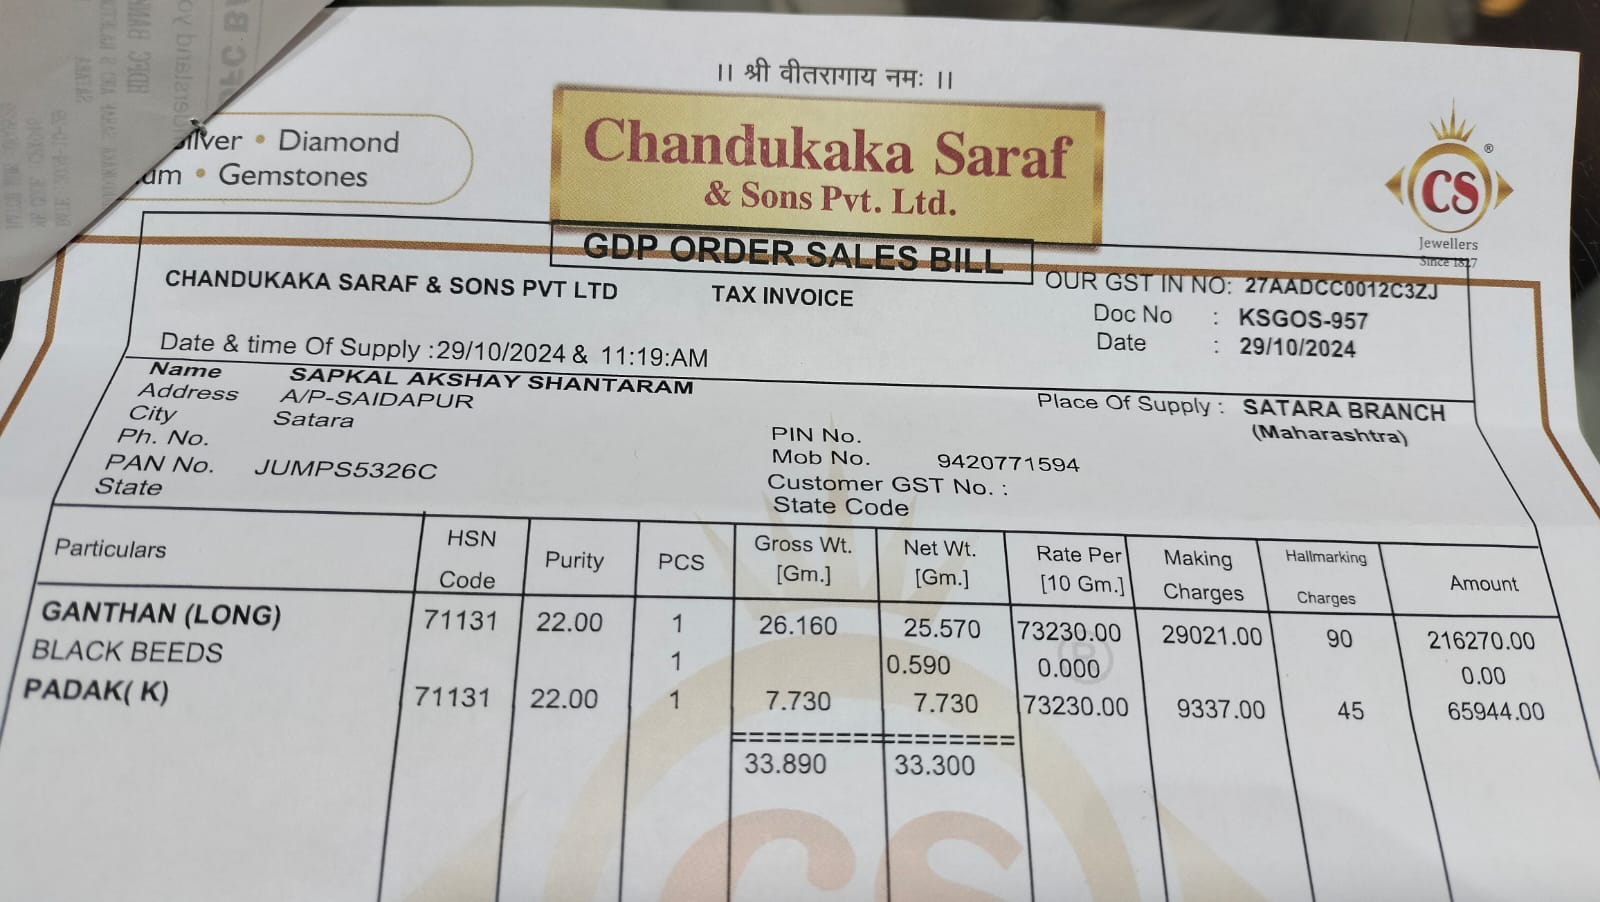 ।। श्री वीतरागाय नमः ।।
Silver • Diamond
• Gemstones
Chandukaka Saraf
& Sons Pvt. Ltd.
CS
®
Jewellers
Since 1827
GDP ORDER SALES BILL
CHANDUKAKA SARAF & SONS PVT LTD TAX INVOICE OUR GST IN NO: 27AADCC0012C3ZJ
Doc No : KSGOS-957
Date : 29/10/2024
Date & time Of Supply :29/10/2024 & 11:19:AM
Name SAPKAL AKSHAY SHANTARAM
Address A/P-SAIDAPUR
Place Of Supply : SATARA BRANCH
(Maharashtra)
City Satara
Ph. No. PIN No.
PAN No. JUMPS5326C Mob No. 9420771594
State Customer GST No. :
State Code
Particulars HSN Code Purity PCS Gross Wt. [Gm.] Net Wt. [Gm.] Rate Per [10 Gm.] Making Charges Hallmarking Charges Amount
GANTHAN (LONG) 71131 22.00 1 26.160 25.570 73230.00 29021.00 90 216270.00
BLACK BEEDS 1 0.590 0.000 0.00
PADAK( K) 71131 22.00 1 7.730 7.730 73230.00 9337.00 45 65944.00
33.890 33.300
CS
®